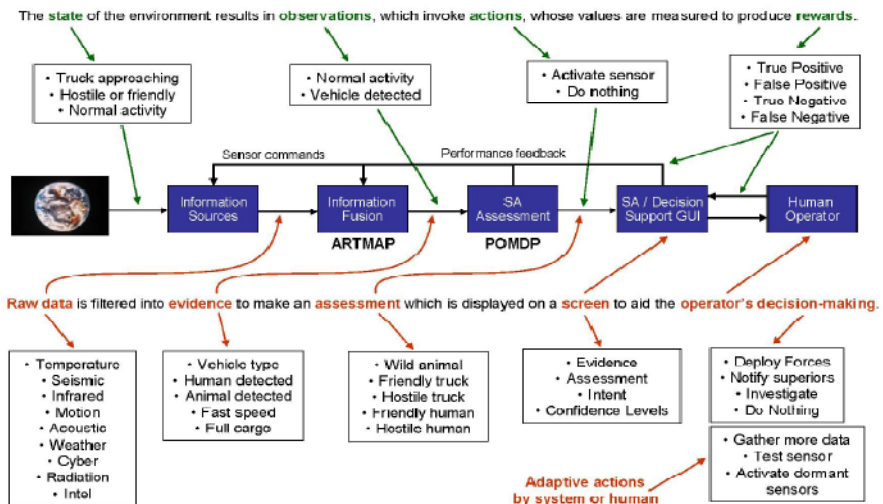 The state of the environment results in observations, which invoke actions, whose values are measured to produce rewards.
• Truck approaching
• Hostile or friendly
• Normal activity
• Normal activity
• Vehicle detected
• Activate sensor
• Do nothing
• True Positive
• False Positive
• True Negative
• False Negative
Sensor commands
Performance feedback
Information
Sources
Information
Fusion
SA
Assessment
SA / Decision
Support GUI
Human
Operator
ARTMAP
POMDP
Raw data is filtered into evidence to make an assessment which is displayed on a screen to aid the operator's decision-making.
• Temperature
• Seismic
• Infrared
• Motion
• Acoustic
• Weather
• Cyber
• Radiation
• Intel
• Vehicle type
• Human detected
• Animal detected
• Fast speed
• Full cargo
• Wild animal
• Friendly truck
• Hostile truck
• Friendly human
• Hostile human
• Evidence
• Assessment
• Intent
• Confidence Levels
• Deploy Forces
• Notify superiors
• Investigate
• Do Nothing
• Gather more data
• Test sensor
• Activate dormant
sensors
Adaptive actions
by system or human